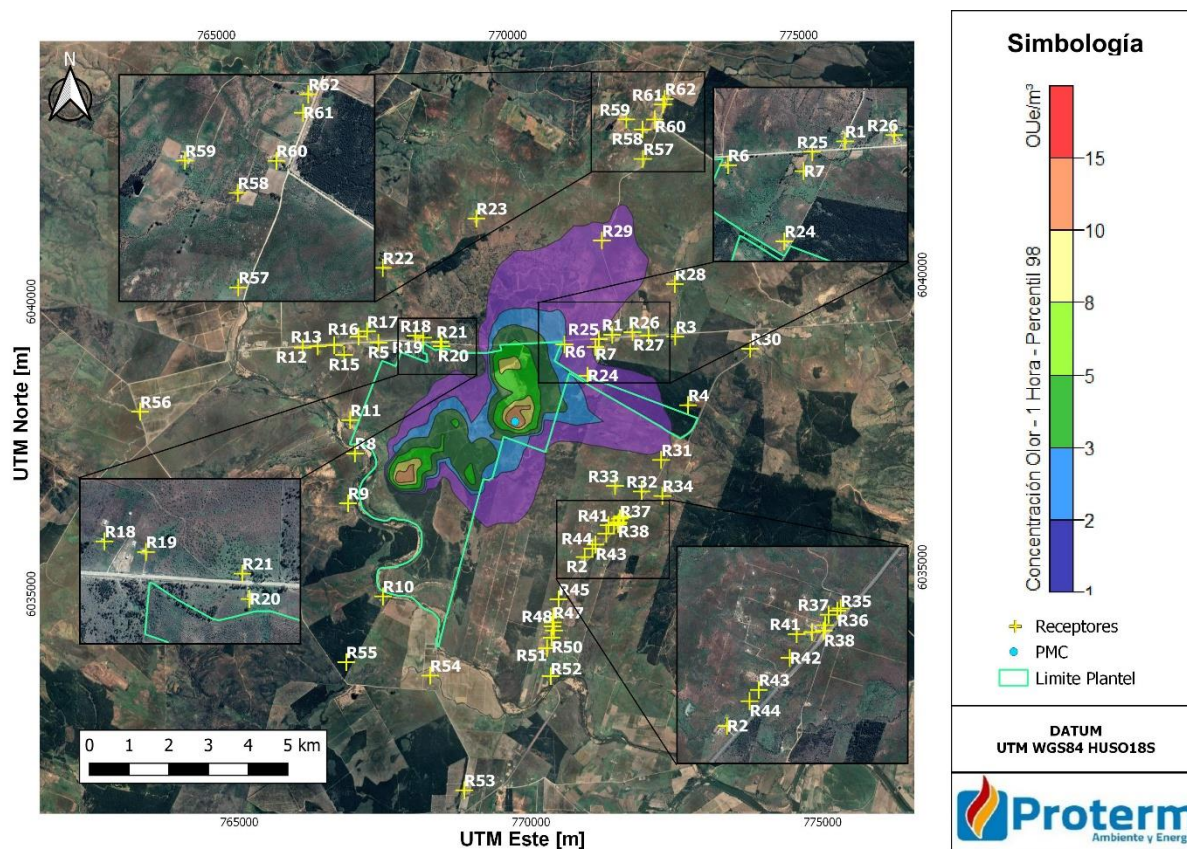 765000
770000
775000
N
R62
R61
R59
R60
R58
R57
R62
R61
R59
R60
R58
R57
R25
R1
R26
R6
R7
R24
R23
R29
R22
R28
6040000
6040000
R17
R16
R13
R12
R15
R5
R18
R19
R21
R20
R25
R1
R26
R3
R6
R7
R27
R30
R24
R4
R56
R11
R8
R31
R9
R33
R32
R34
R37
R41
R38
R44
R43
R2
R18
R19
R21
R20
6035000
6035000
R10
R45
R48
R47
R50
R51
R52
R55
R54
R37
R35
R36
R41
R38
R42
R43
R44
R2
R53
0 1 2 3 4 5 km
765000
770000
775000
UTM Este [m]
UTM Norte [m]
Simbología
OUe/m³
Concentración Olor - 1 Hora - Percentil 98
15
10
8
5
3
2
1
Receptores
PMC
Limite Plantel
DATUM
UTM WGS84 HUSO18S
Proterm
Ambiente y Energ